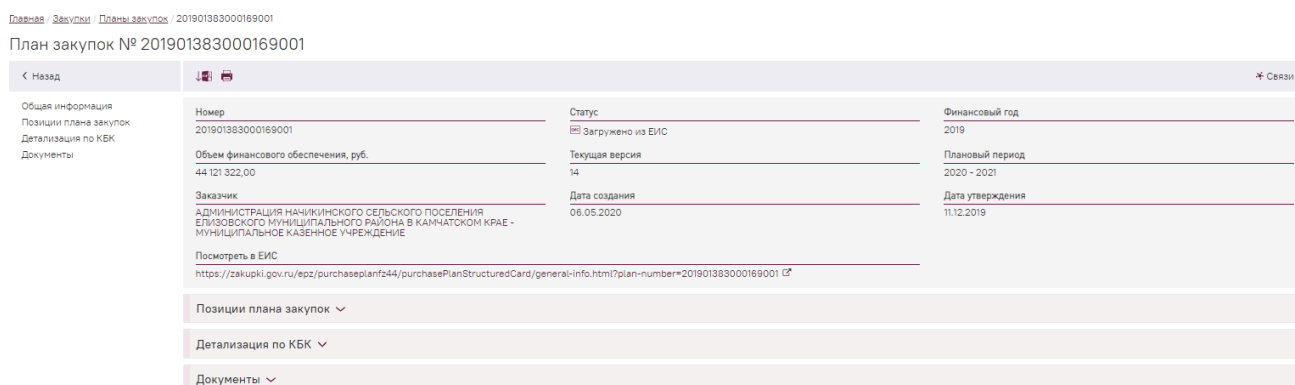 Главная / Закупки / Планы закупок / 201901383000169001
План закупок № 201901383000169001
Назад
Связи
Общая информация
Позиции плана закупок
Детализация по КБК
Документы
Номер
201901383000169001
Статус
Загружено из ЕИС
Финансовый год
2019
Объем финансового обеспечения, руб.
44 121 322,00
Текущая версия
14
Плановый период
2020 - 2021
Заказчик
АДМИНИСТРАЦИЯ НАЧИКИНСКОГО СЕЛЬСКОГО ПОСЕЛЕНИЯ
ЕЛИЗОВСКОГО МУНИЦИПАЛЬНОГО РАЙОНА В КАМЧАТСКОМ КРАЕ -
МУНИЦИПАЛЬНОЕ КАЗЕННОЕ УЧРЕЖДЕНИЕ
Дата создания
06.05.2020
Дата утверждения
11.12.2019
Посмотреть в ЕИС
https://zakupki.gov.ru/epz/purchaseplanfz44/purchasePlanStructuredCard/general-info.html?plan-number=201901383000169001
Позиции плана закупок
Детализация по КБК
Документы